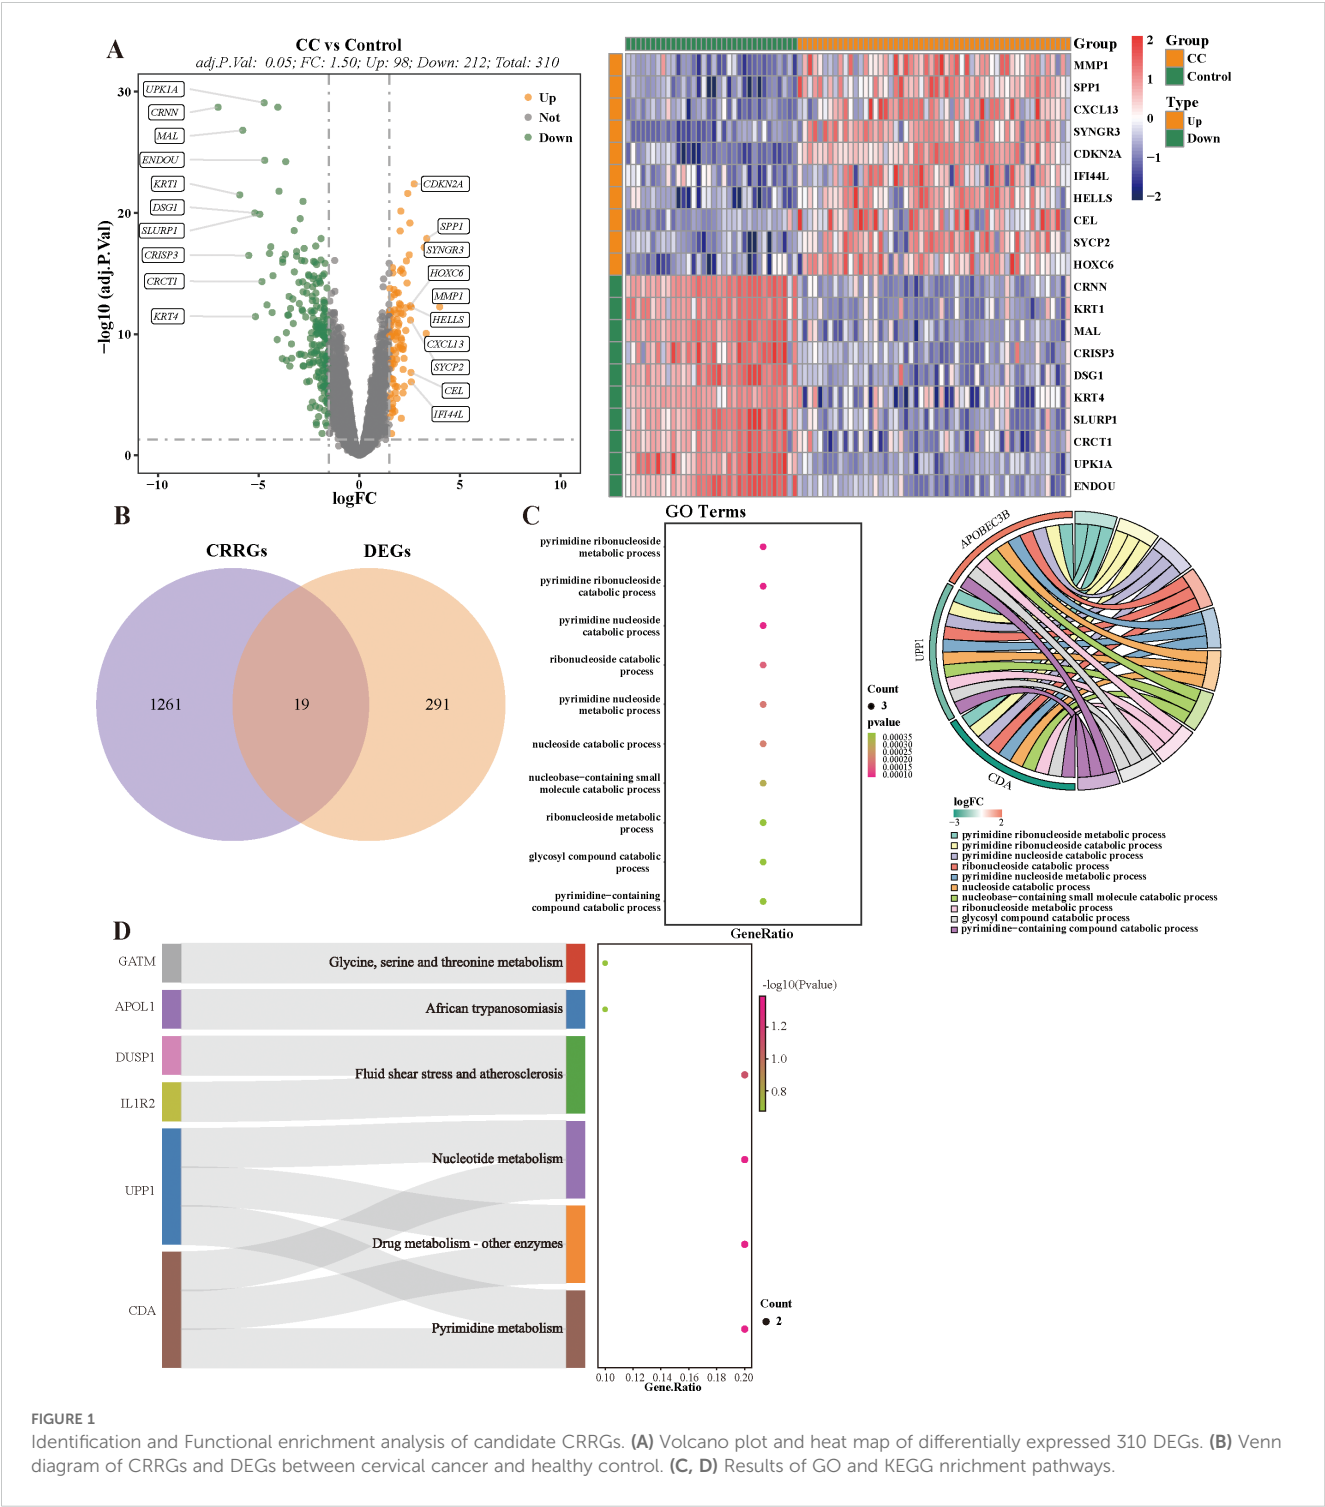 A
CC vs Control
adj.P.Val: 0.05; FC: 1.50; Up: 98; Down: 212; Total: 310
−log10 (adj.P.Val)
30
20
10
0
−10
−5
0
5
10
logFC
Up
Not
Down
UPK1A
CRNN
MAL
ENDOU
KRT1
DSG1
SLURP1
CRISP3
CRCT1
KRT4
CDKN2A
SPP1
SYNGR3
HOXC6
MMP1
HELLS
CXCL13
SYCP2
CEL
IFI44L
Group
MMP1
SPP1
CXCL13
SYNGR3
CDKN2A
IFI44L
HELLS
CEL
SYCP2
HOXC6
CRNN
KRT1
MAL
CRISP3
DSG1
KRT4
SLURP1
CRCT1
UPK1A
ENDOU
2
1
0
−1
−2
Group
CC
Control
Type
Up
Down
B
CRRGs
DEGs
1261
19
291
C
GO Terms
pyrimidine ribonucleoside
metabolic process
pyrimidine ribonucleoside
catabolic process
pyrimidine nucleoside
catabolic process
ribonucleoside catabolic
process
pyrimidine nucleoside
metabolic process
nucleoside catabolic process
nucleobase−containing small
molecule catabolic process
ribonucleoside metabolic
process
glycosyl compound catabolic
process
pyrimidine−containing
compound catabolic process
GeneRatio
Count
3
pvalue
0.00035
0.00030
0.00025
0.00020
0.00015
0.00010
APOBEC3B
UPP1
CDA
logFC
−3
2
pyrimidine ribonucleoside metabolic process
pyrimidine ribonucleoside catabolic process
pyrimidine nucleoside catabolic process
ribonucleoside catabolic process
pyrimidine nucleoside metabolic process
nucleoside catabolic process
nucleobase−containing small molecule catabolic process
ribonucleoside metabolic process
glycosyl compound catabolic process
pyrimidine−containing compound catabolic process
D
GATM
APOL1
DUSP1
IL1R2
UPP1
CDA
Glycine, serine and threonine metabolism
African trypanosomiasis
Fluid shear stress and atherosclerosis
Nucleotide metabolism
Drug metabolism - other enzymes
Pyrimidine metabolism
0.10 0.12 0.14 0.16 0.18 0.20
Gene.Ratio
-log10(Pvalue)
1.2
1.0
0.8
Count
2
FIGURE 1
Identification and Functional enrichment analysis of candidate CRRGs. (A) Volcano plot and heat map of differentially expressed 310 DEGs. (B) Venn
diagram of CRRGs and DEGs between cervical cancer and healthy control. (C, D) Results of GO and KEGG nrichment pathways.